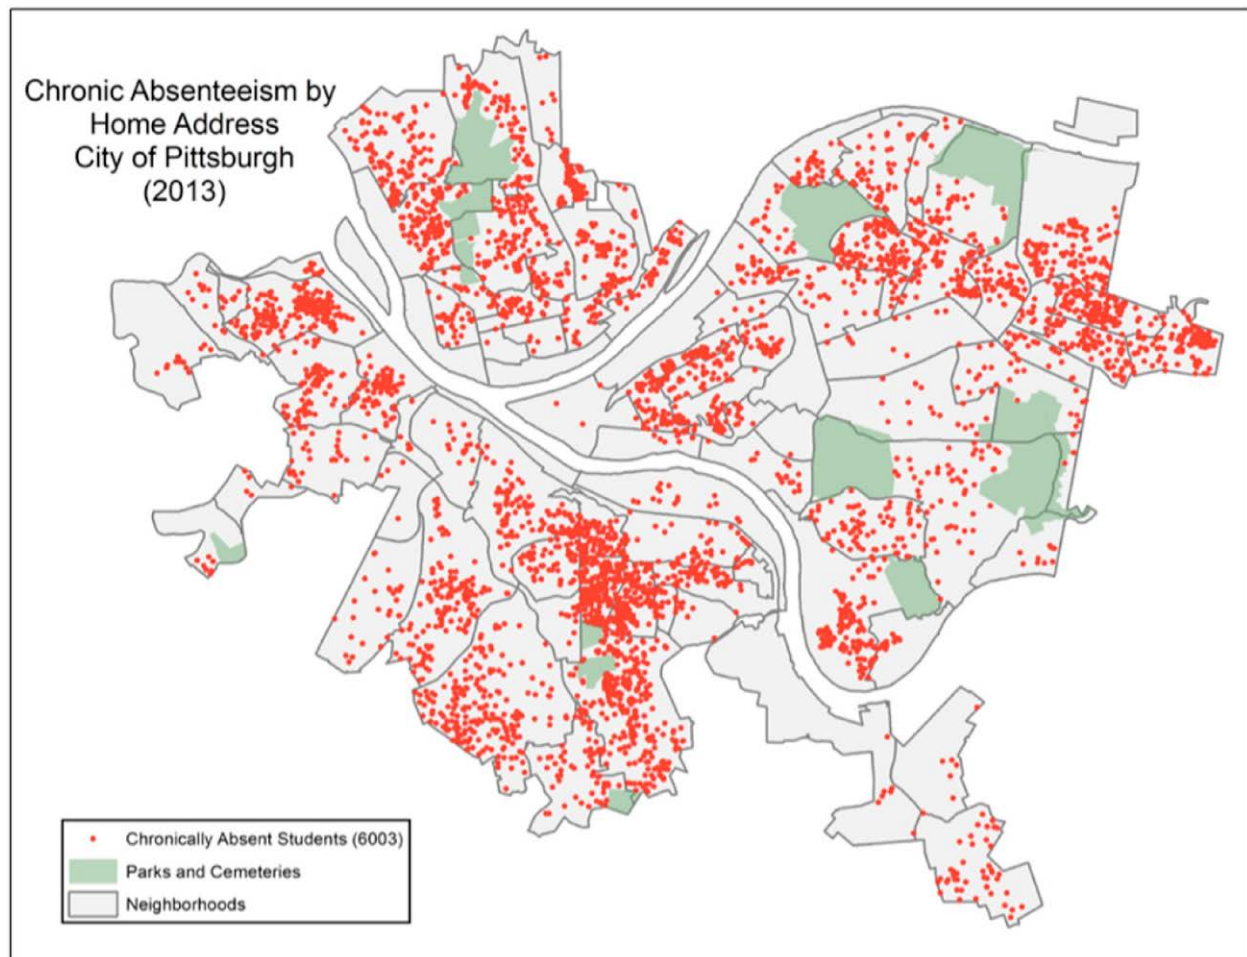 Chronic Absenteeism by
Home Address
City of Pittsburgh
(2013)
Chronically Absent Students (6003)
Parks and Cemeteries
Neighborhoods